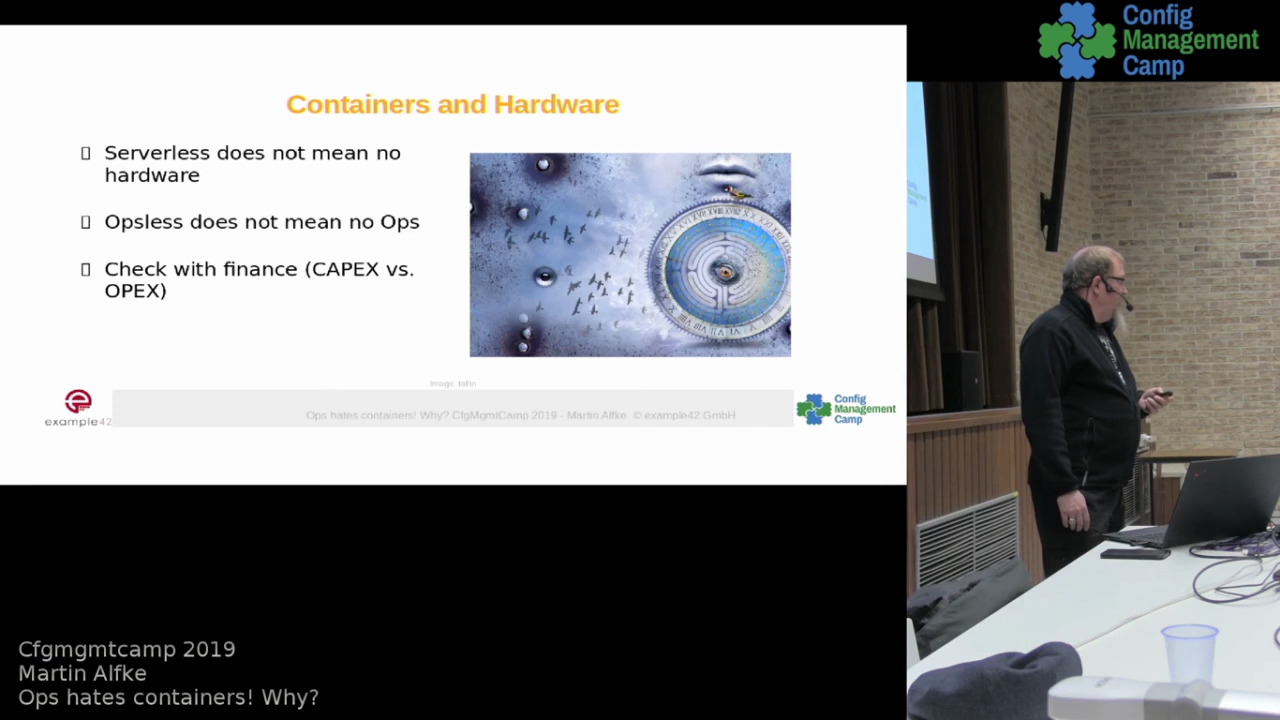 Config
Management
Camp
Containers and Hardware
Serverless does not mean no
hardware
Opsless does not mean no Ops
Check with finance (CAPEX vs.
OPEX)
example42
Ops hates containers! Why? CfgMgmtCamp 2019 - Martin Alfke © example42 GmbH
Config
Management
Camp
Cfgmgmtcamp 2019
Martin Alfke
Ops hates containers! Why?